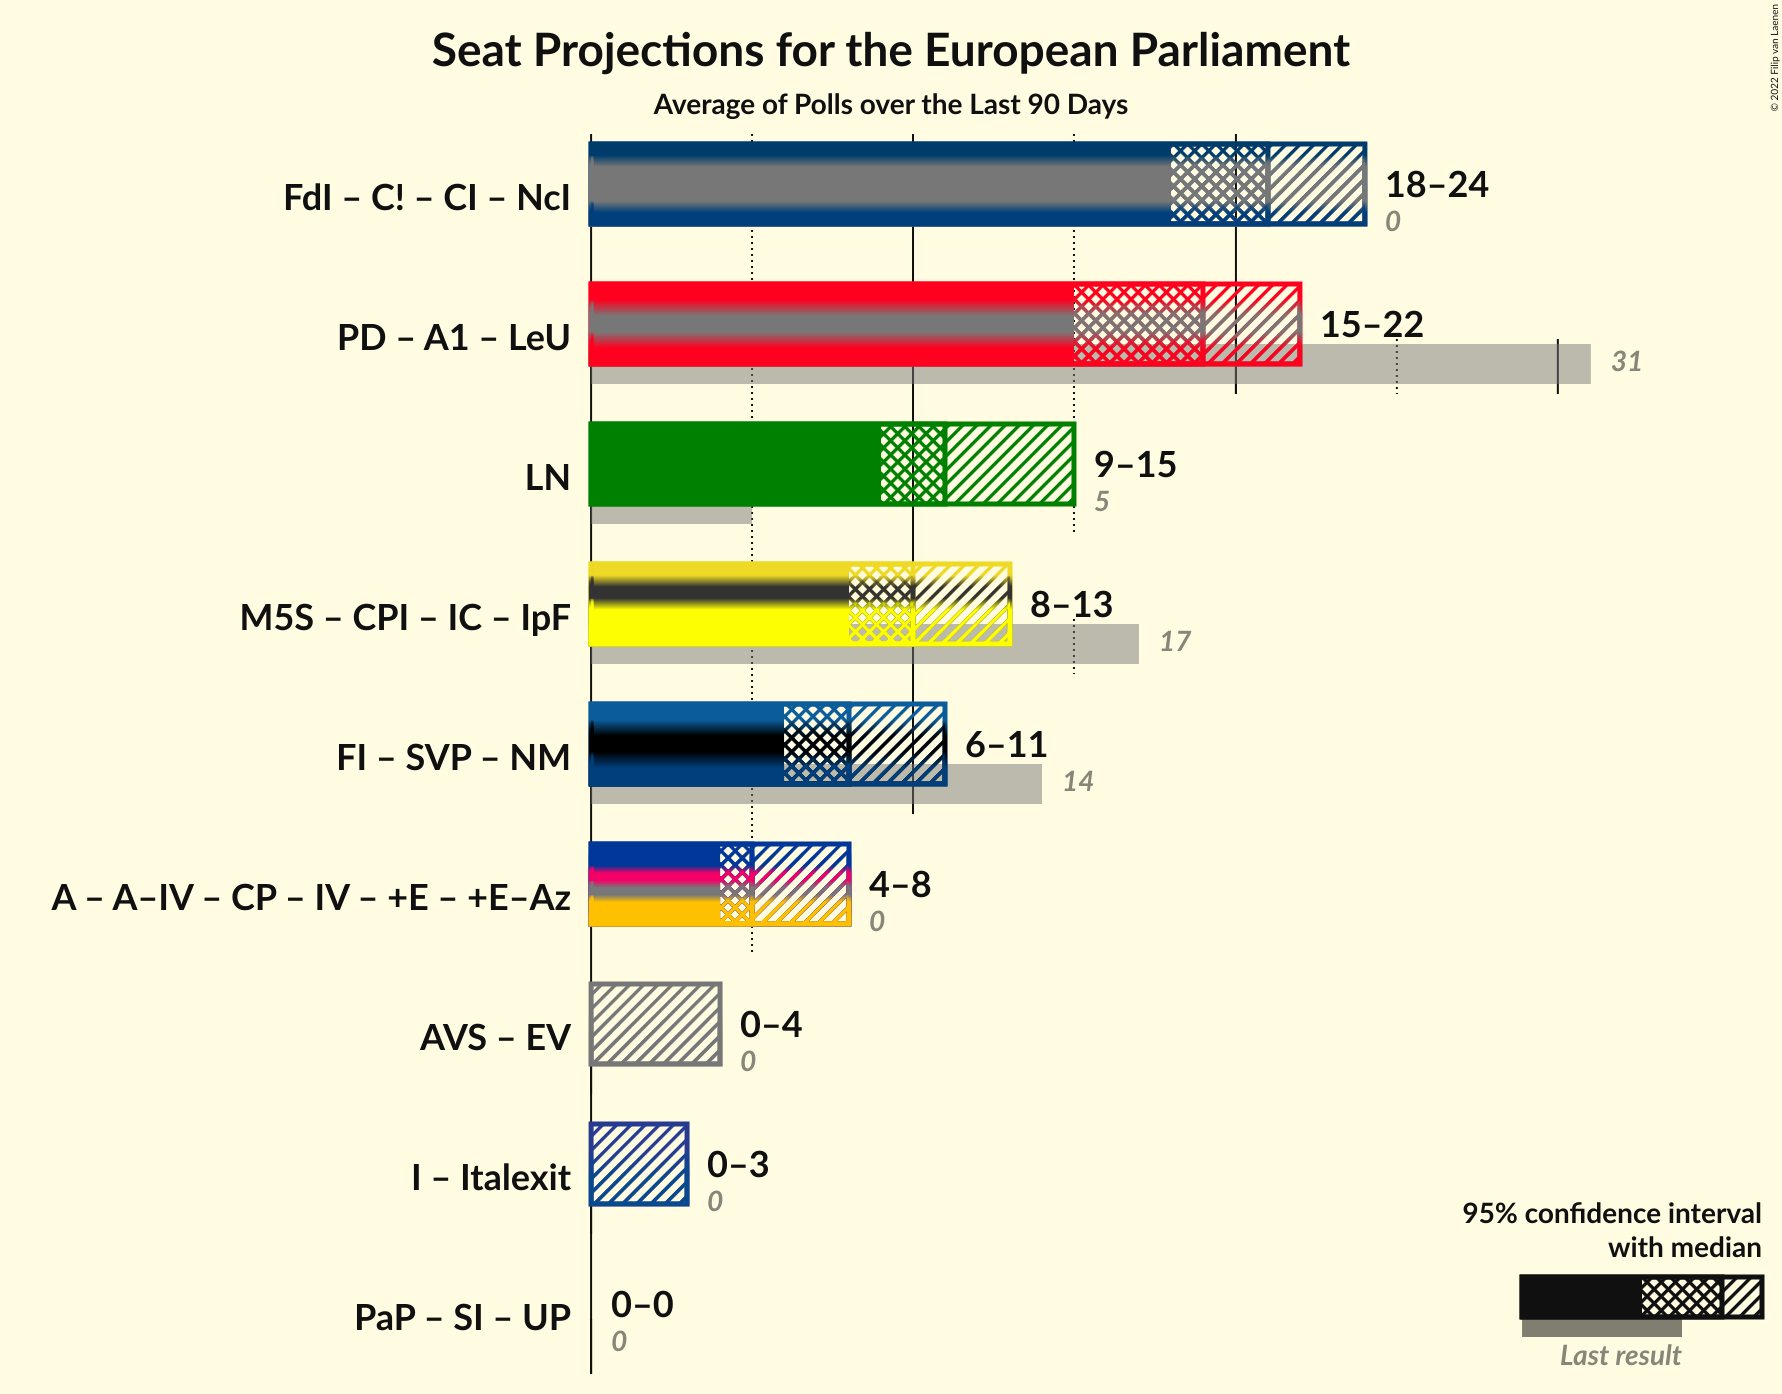 Seat Projections for the European Parliament
Average of Polls over the Last 90 Days
© 2022 Filip van Laenen
FdI – C! – CI – NcI
18–24
0
PD – A1 – LeU
15–22
31
LN
9–15
5
M5S – CPI – IC – IpF
8–13
17
FI – SVP – NM
6–11
14
A – A–IV – CP – IV – +E – +E–Az
4–8
0
AVS – EV
0–4
0
I – Italexit
0–3
0
PaP – SI – UP
0–0
0
95% confidence interval
with median
Last result